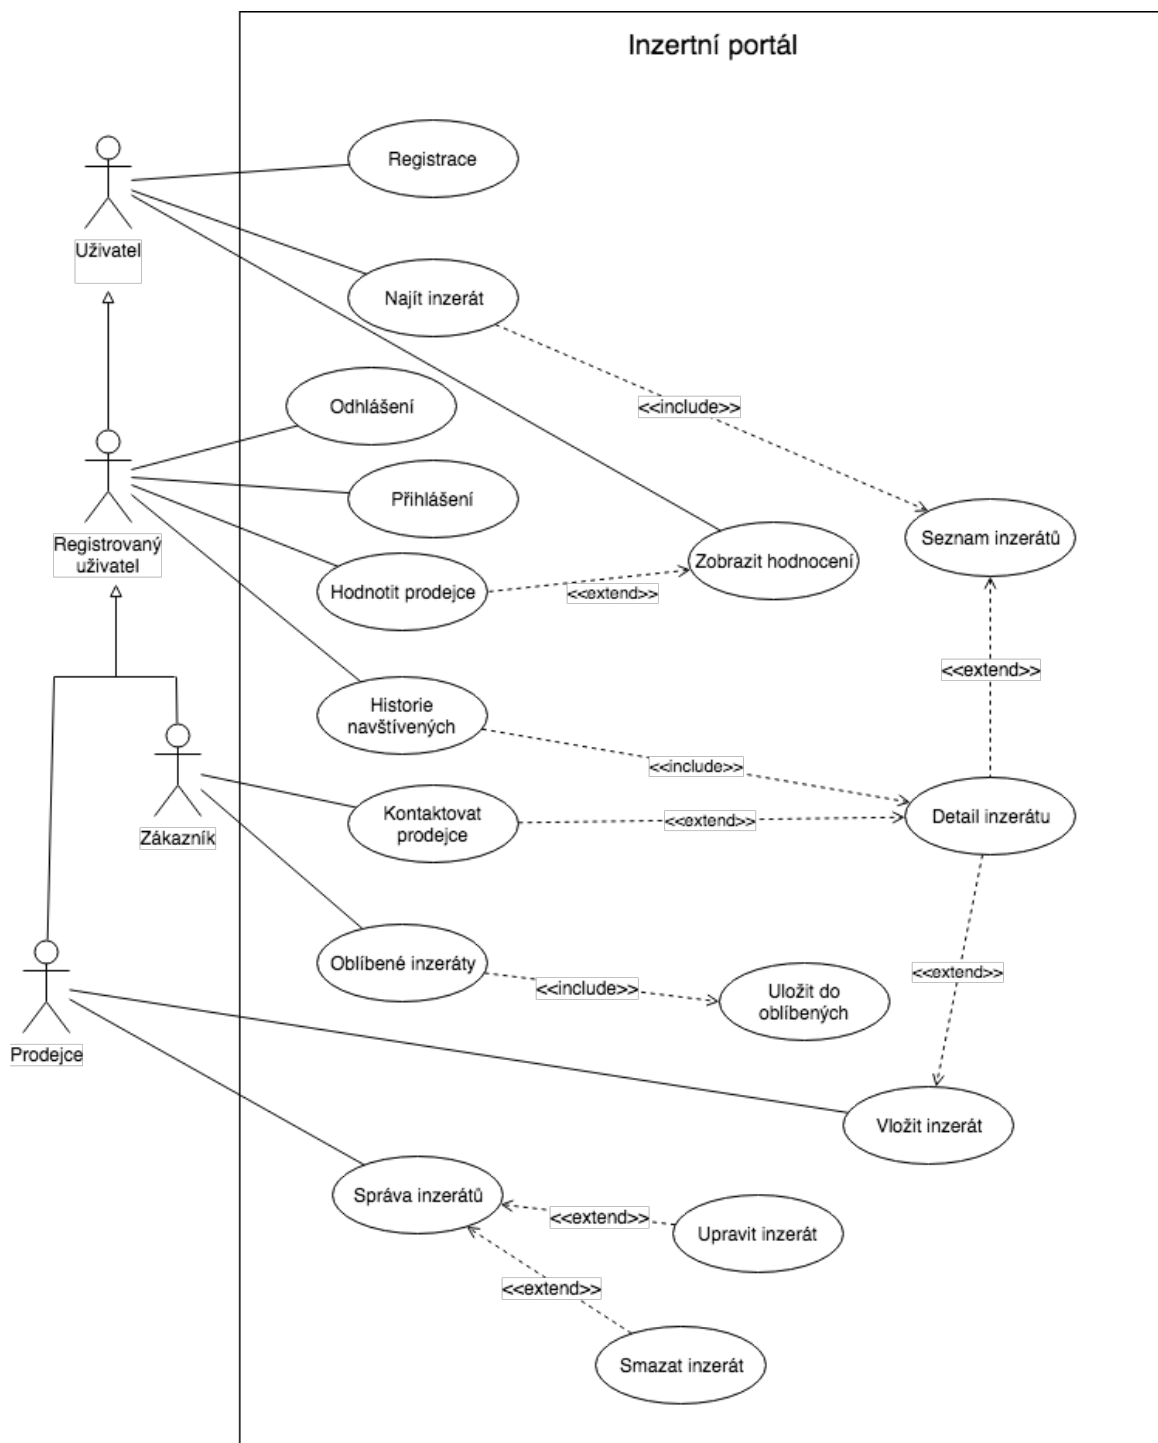 Inzertní portál
Registrace
Uživatel
Najít inzerát
Odhlášení
<<include>>
Přihlášení
Registrovaný
uživatel
Seznam inzerátů
Zobrazit hodnocení
Hodnotit prodejce
<<extend>>
<<extend>>
Historie
navštívených
<<include>>
Kontaktovat
prodejce
<<extend>>
Detail inzerátu
Zákazník
Oblíbené inzeráty
<<include>>
<<extend>>
Uložit do
oblíbených
Prodejce
Vložit inzerát
Správa inzerátů
<<extend>>
Upravit inzerát
<<extend>>
Smazat inzerát